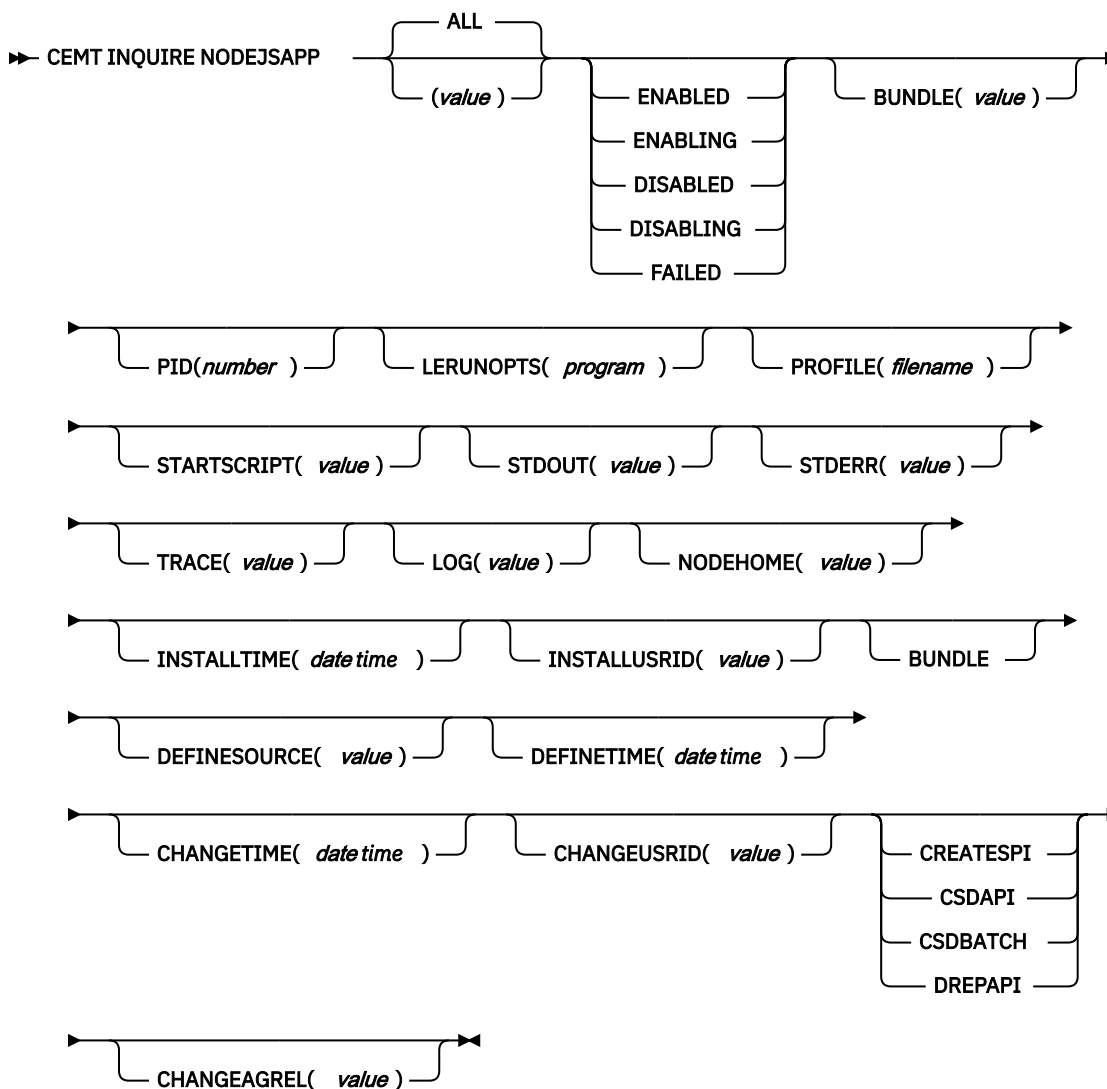 ALL
CEMT INQUIRE NODEJSAPP
(value)
ENABLED
ENABLING
DISABLED
DISABLING
FAILED
BUNDLE( value )
PID(number )
LERUNOPTS( program )
PROFILE( filename )
STARTSCRIPT( value )
STDOUT( value )
STDERR( value )
TRACE( value )
LOG( value )
NODEHOME( value )
INSTALLTIME( date time )
INSTALLUSRID( value )
BUNDLE
DEFINESOURCE( value )
DEFINETIME( date time )
CHANGETIME( date time )
CHANGEUSRID( value )
CREATESPI
CSDAPI
CSDBATCH
DREPAPI
CHANGEAGREL( value )